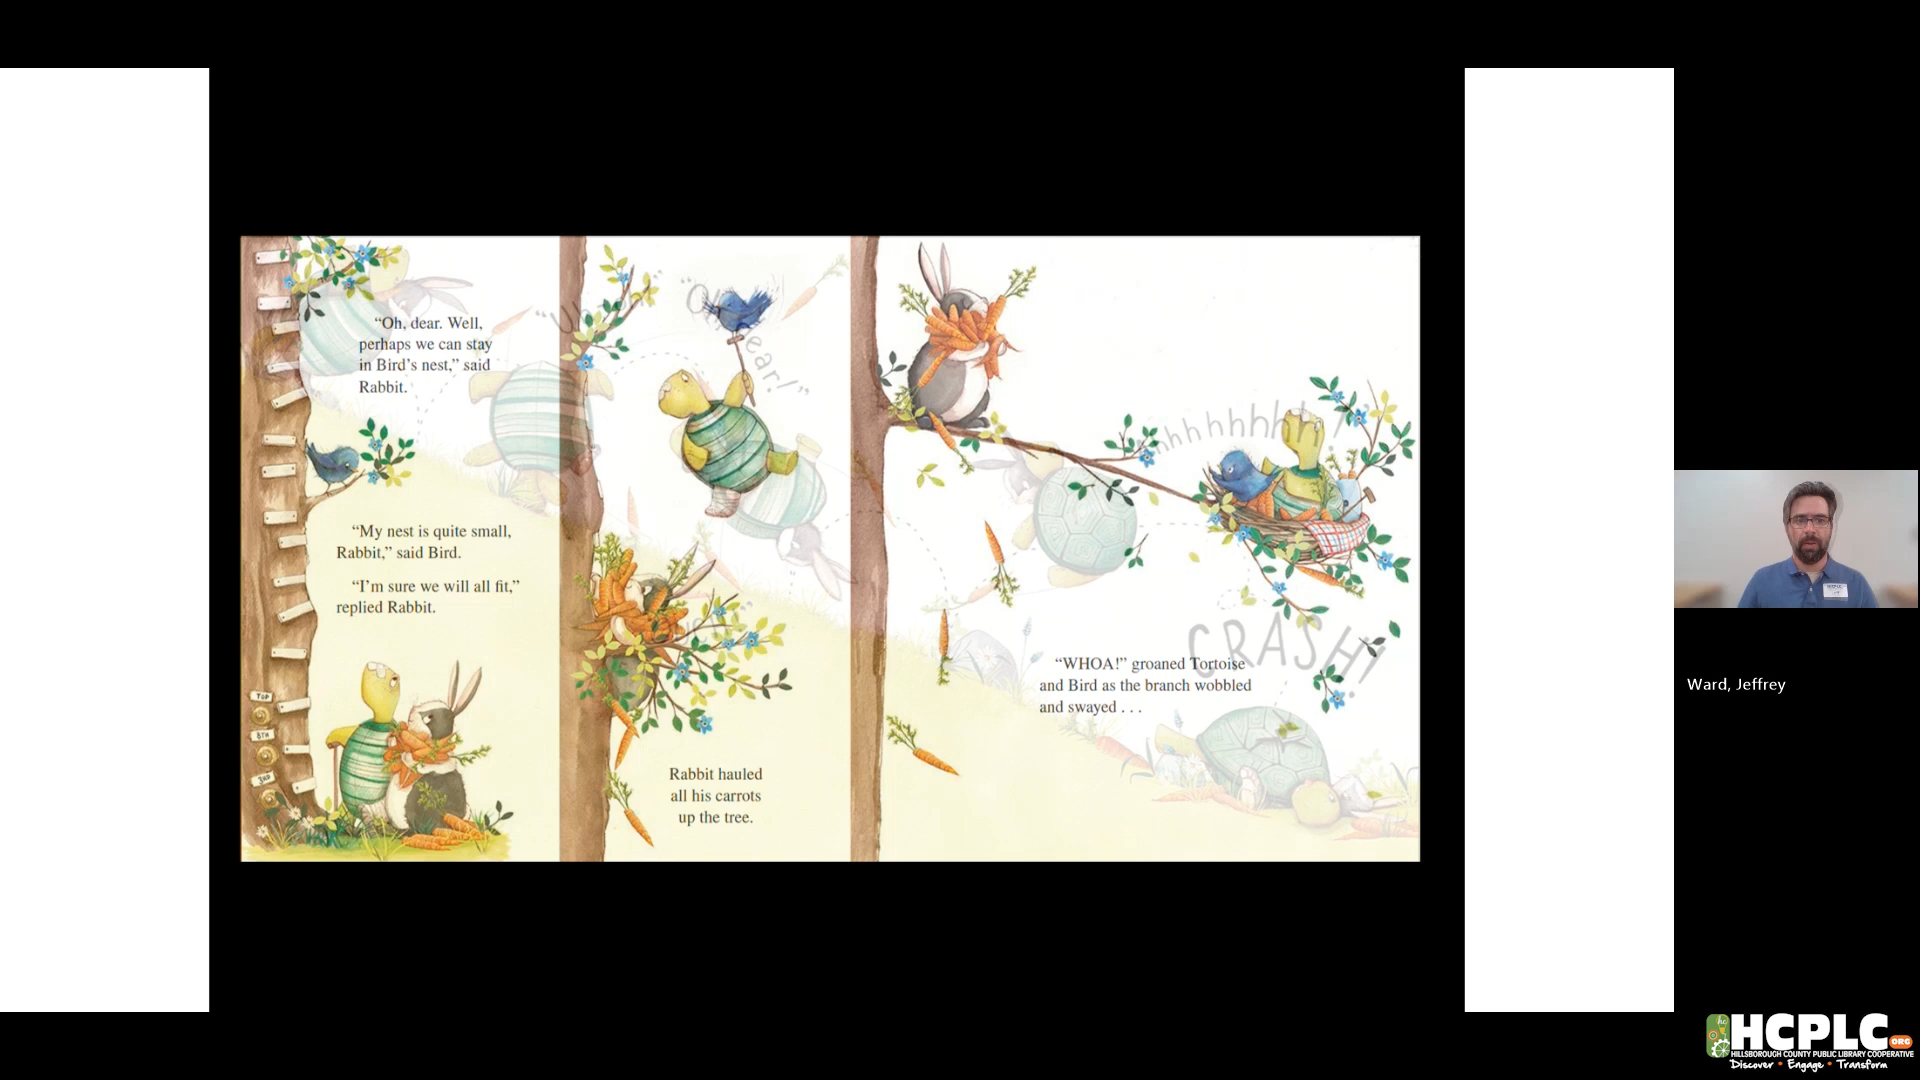 “Oh, dear. Well,
perhaps we can stay
in Bird’s nest,” said
Rabbit.
“My nest is quite small,
Rabbit,” said Bird.
“I’m sure we will all fit,”
replied Rabbit.
TOP
8TH
3RD
Rabbit hauled
all his carrots
up the tree.
“WHOA!” groaned Tortoise
and Bird as the branch wobbled
and swayed . . .
CRASH!
Ward, Jeffrey
HCPLC.ORG
HILLSBOROUGH COUNTY PUBLIC LIBRARY COOPERATIVE
Discover • Engage • Transform